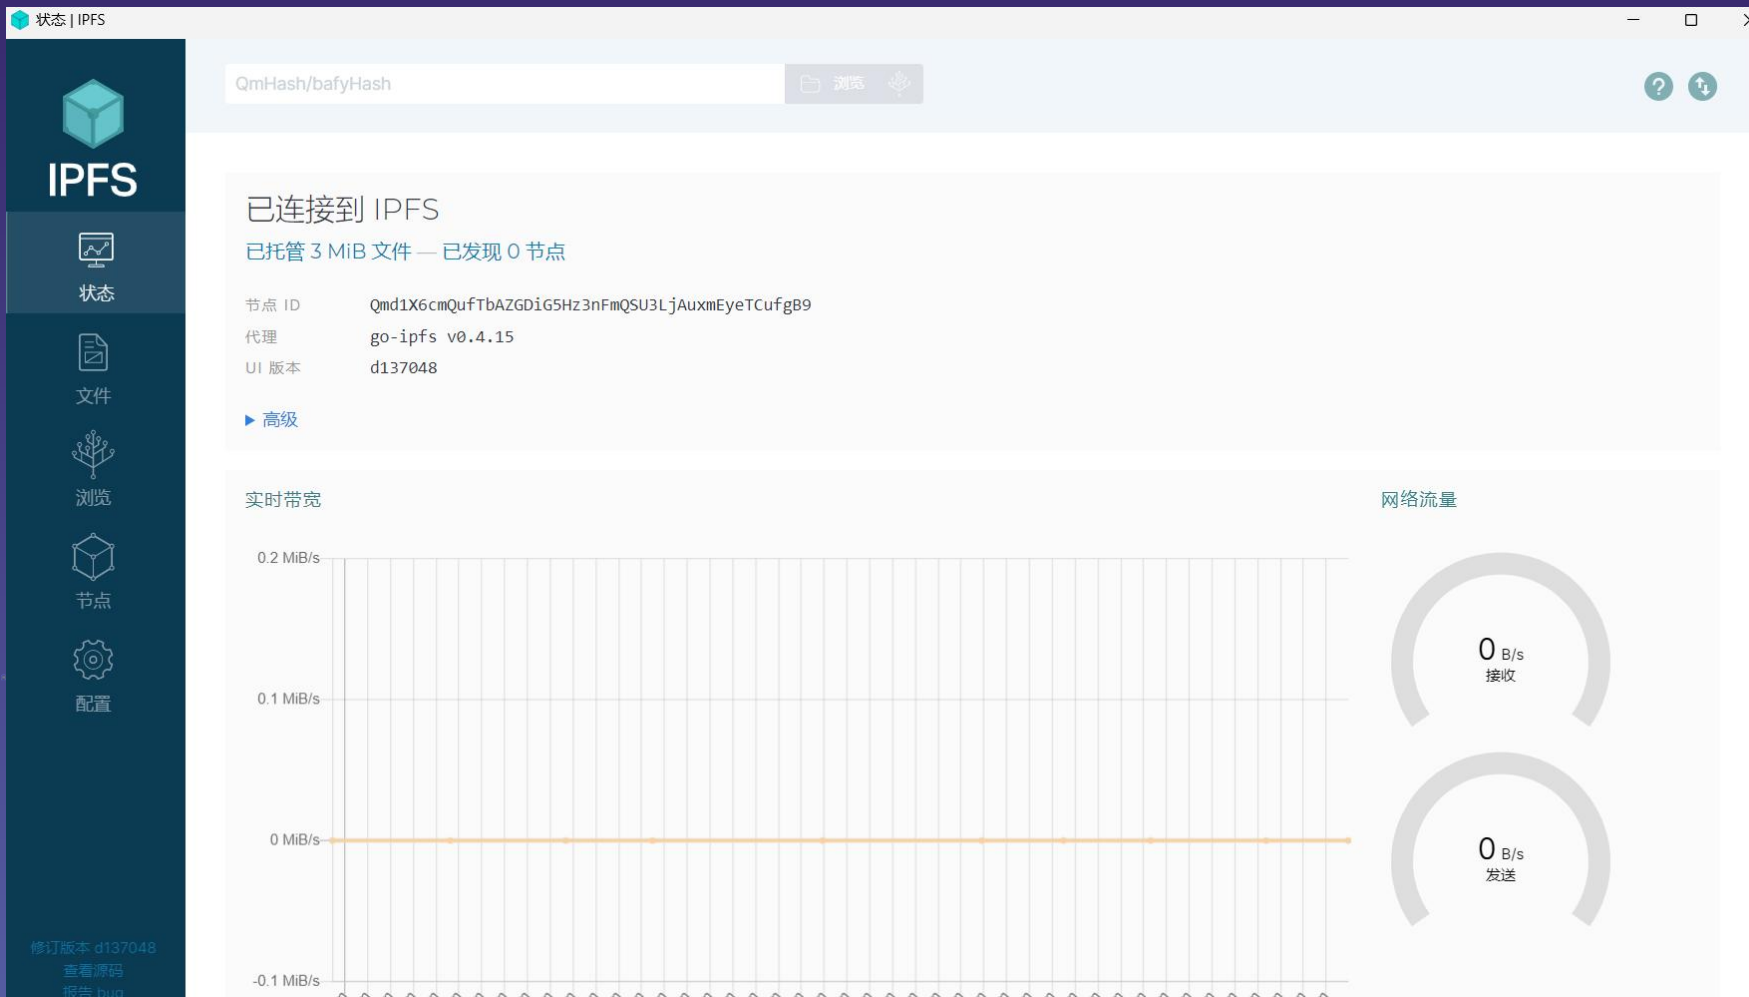 状态 | IPFS
QmHash/bafyHash
浏览
IPFS
状态
文件
浏览
节点
配置
修订版本 d137048
查看源码
报告 bug
已连接到 IPFS
已托管 3 MiB 文件 — 已发现 0 节点
节点 ID Qmd1X6cmQufTbAZGDiG5Hz3nFmQSU3LjAuxmEyeTCufgB9
代理 go-ipfs v0.4.15
UI 版本 d137048
高级
实时带宽
0.2 MiB/s
0.1 MiB/s
0 MiB/s
-0.1 MiB/s
网络流量
0 B/s
接收
0 B/s
发送